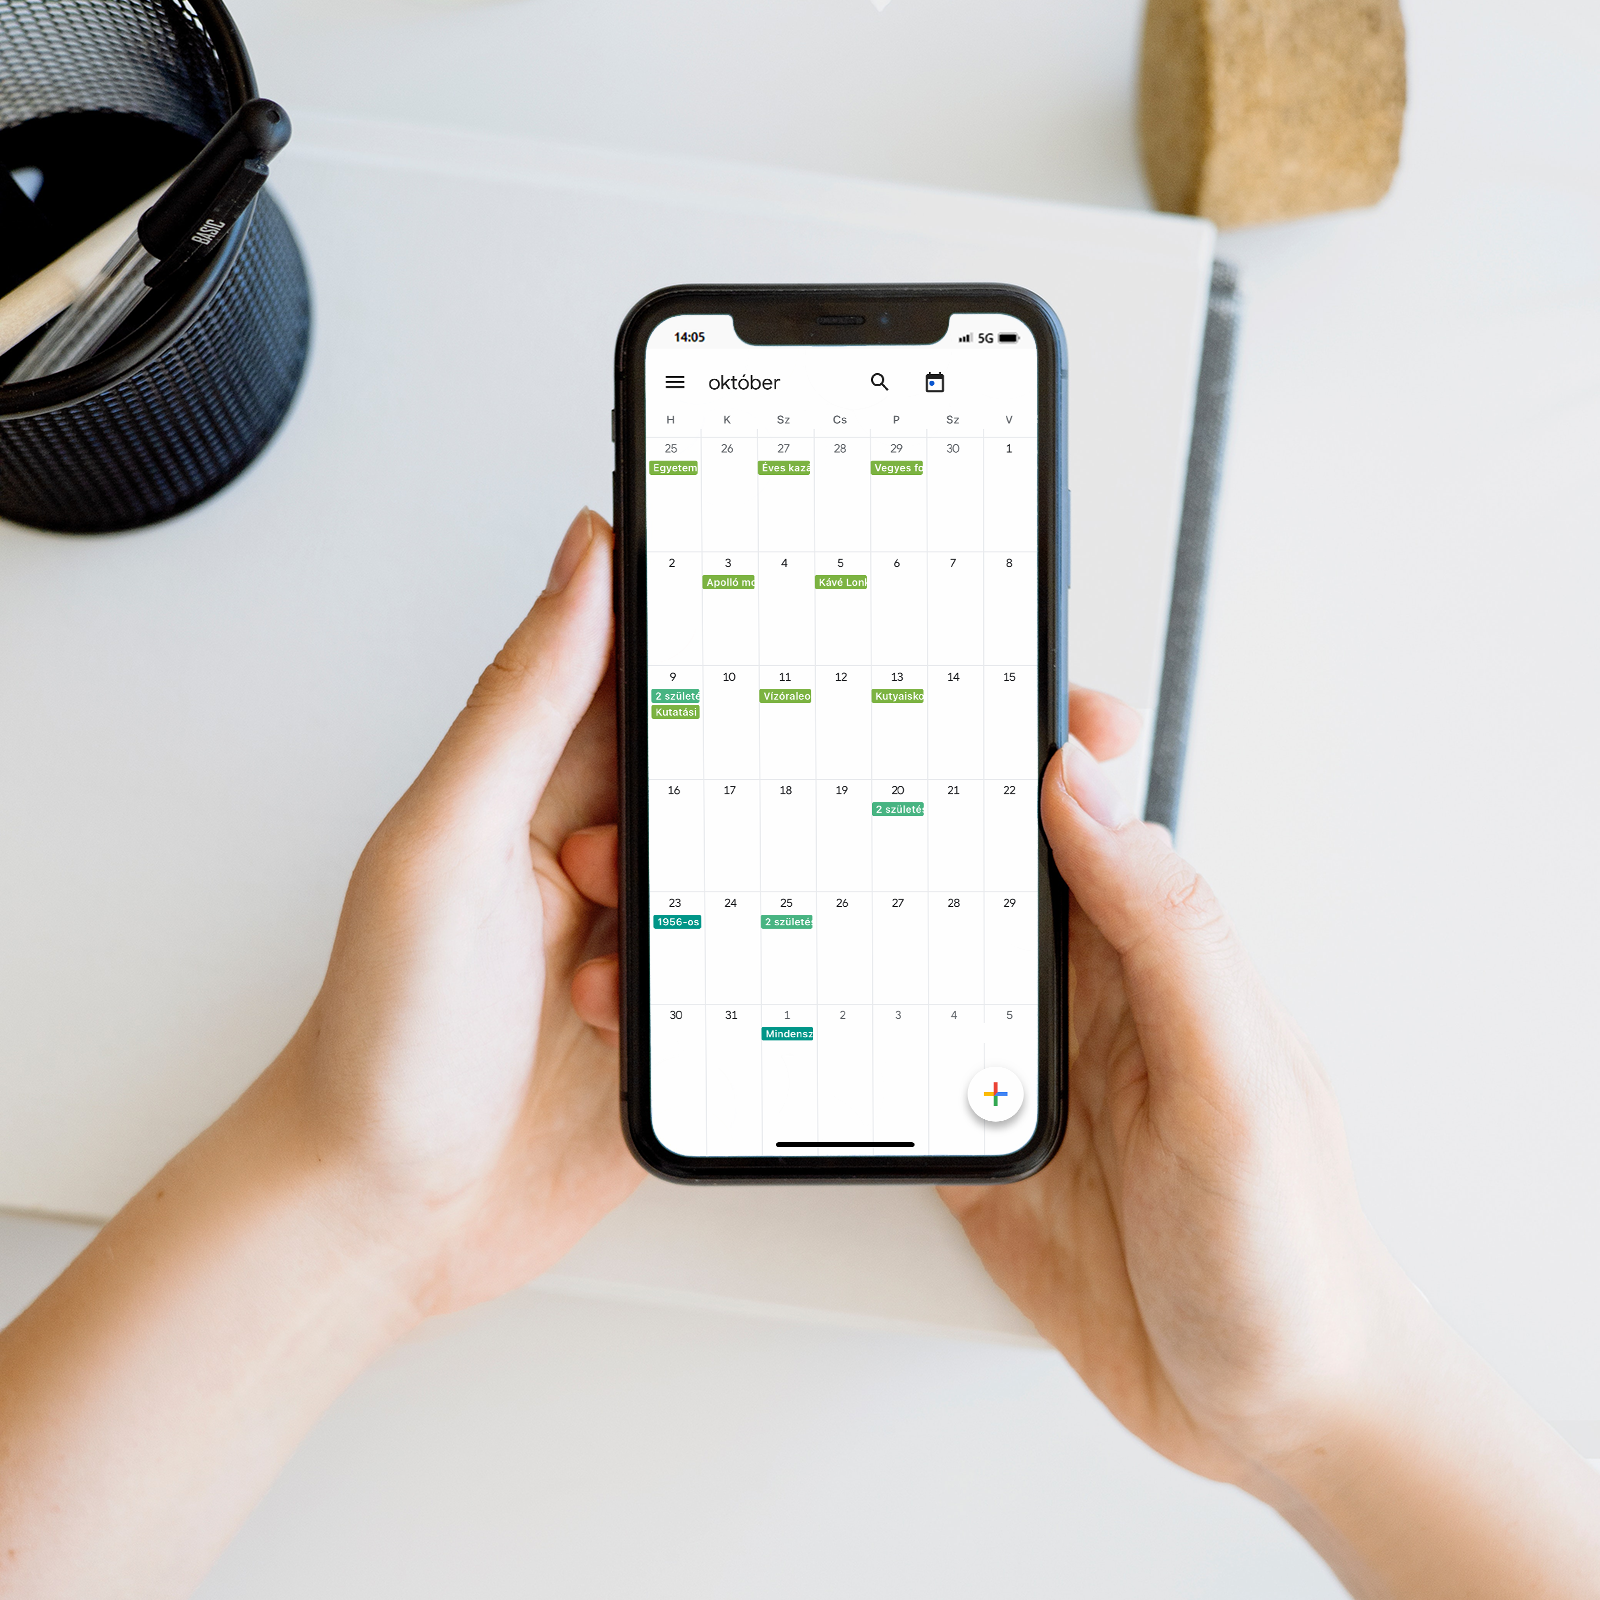 BASIC
14:05 5G
október
H K Sz Cs P Sz V
25 26 27 28 29 30 1
Egyetem Éves kaza Vegyes fo
2 3 4 5 6 7 8
Apolló mo Kávé Lonk
9 10 11 12 13 14 15
2 születé Vízóraleo Kutyaisko
Kutatási
16 17 18 19 20 21 22
2 születés
23 24 25 26 27 28 29
1956-os 2 születés
30 31 1 2 3 4 5
Mindensz